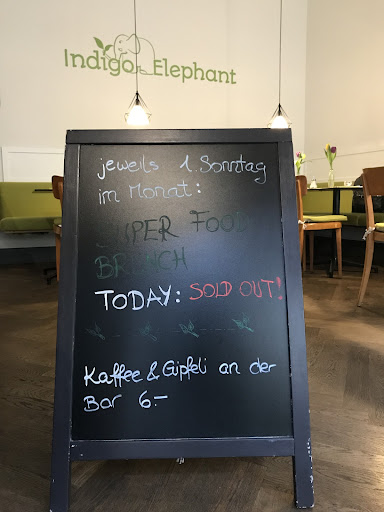 Indigo Elephant
jeweils 1. Sonntag
im Monat:
SUPER FOOD
BRUNCH
TODAY: SOLD OUT!
Kaffee & Gipfeli an der
Bar 6.-